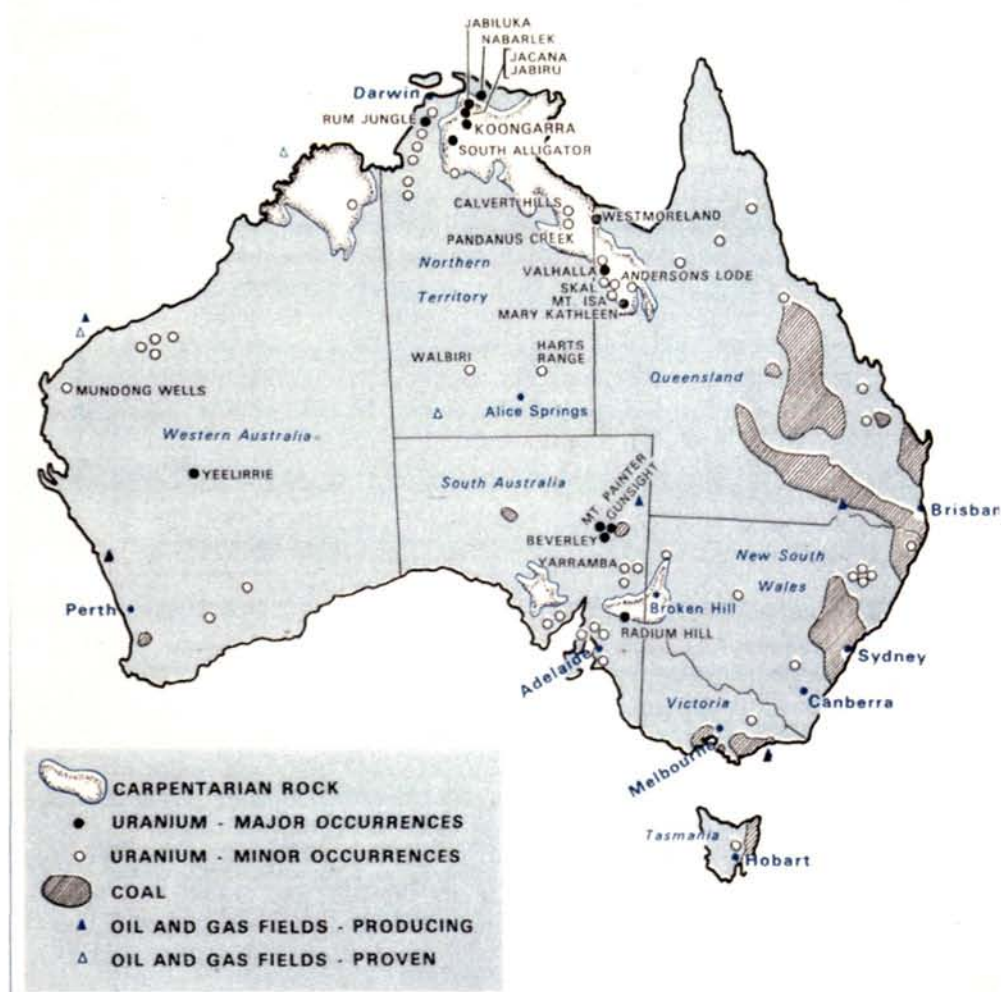 JABILUKA
NABARLEK
JACANA
JABIRU
Darwin
RUM JUNGLE
KOONGARRA
SOUTH ALLIGATOR
CALVERT HILLS
WESTMORELAND
PANDANUS CREEK
Northern
Territory
VALHALLA
ANDERSONS LODE
SKAL
MT. ISA
MARY KATHLEEN
WALBIRI
HARTS
RANGE
Queensland
MUNDONG WELLS
Alice Springs
Western Australia
YEELIRRIE
South Australia
MT. PAINTER
GUNSIGHT
Brisban
BEVERLEY
New South
Wales
YARRAMBA
Perth
Broken Hill
RADIUM HILL
Sydney
Adelaide
Canberra
Victoria
Melbourne
Tasmania
Hobart
CARPENTARIAN ROCK
URANIUM - MAJOR OCCURRENCES
URANIUM - MINOR OCCURRENCES
COAL
OIL AND GAS FIELDS - PRODUCING
OIL AND GAS FIELDS - PROVEN